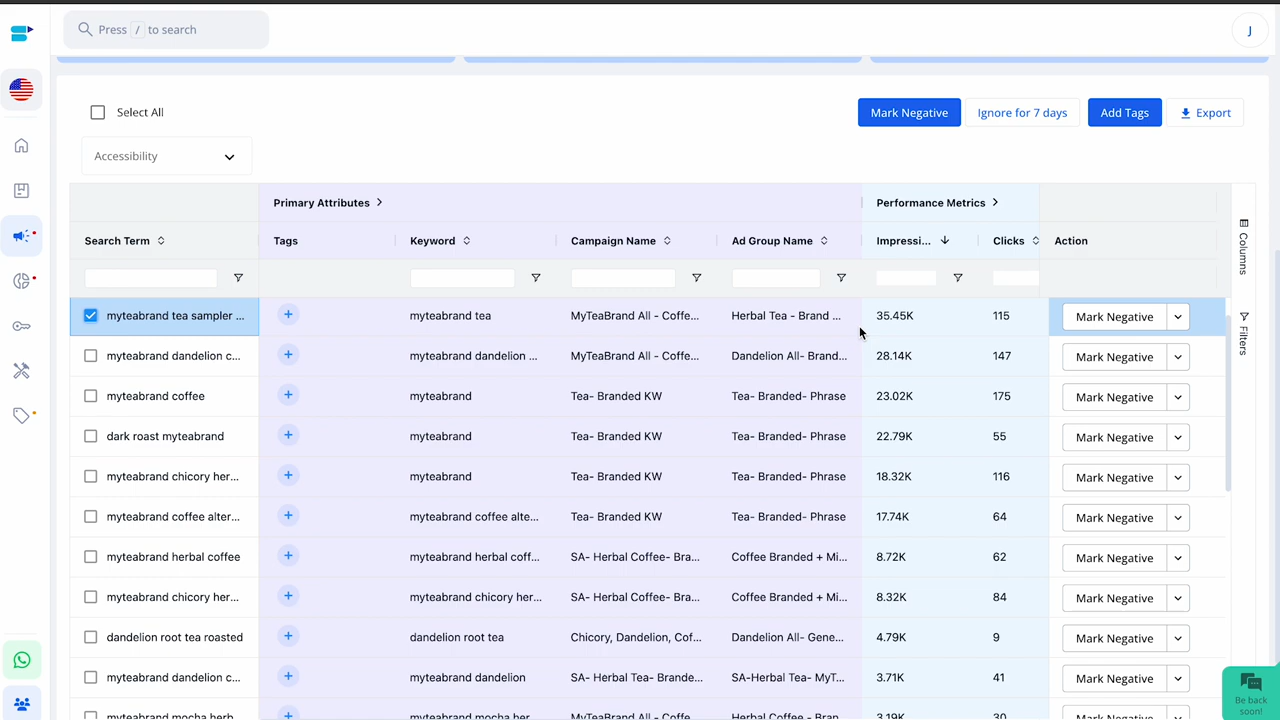 Press / to search
J
Select All
Mark Negative
Ignore for 7 days
Add Tags
Export
Accessibility
Primary Attributes
Performance Metrics
Search Term
Tags
Keyword
Campaign Name
Ad Group Name
Impressi...
Clicks
Action
Columns
Filters
myteabrand tea sampler ... myteabrand tea MyTeaBrand All - Coffe... Herbal Tea - Brand ... 35.45K 115 Mark Negative
myteabrand dandelion c... myteabrand dandelion ... MyTeaBrand All - Coffe... Dandelion All- Brand... 28.14K 147 Mark Negative
myteabrand coffee myteabrand Tea- Branded KW Tea- Branded- Phrase 23.02K 175 Mark Negative
dark roast myteabrand myteabrand Tea- Branded KW Tea- Branded- Phrase 22.79K 55 Mark Negative
myteabrand chicory her... myteabrand Tea- Branded KW Tea- Branded- Phrase 18.32K 116 Mark Negative
myteabrand coffee alter... myteabrand coffee alte... Tea- Branded KW Tea- Branded- Phrase 17.74K 64 Mark Negative
myteabrand herbal coffee myteabrand herbal coff... SA- Herbal Coffee- Bra... Coffee Branded + Mi... 8.72K 62 Mark Negative
myteabrand chicory her... myteabrand chicory her... SA- Herbal Coffee- Bra... Coffee Branded + Mi... 8.32K 84 Mark Negative
dandelion root tea roasted dandelion root tea Chicory, Dandelion, Cof... Dandelion All- Gene... 4.79K 9 Mark Negative
myteabrand dandelion c... myteabrand dandelion SA- Herbal Tea- Brande... SA-Herbal Tea- MyT... 3.71K 41 Mark Negative
myteabrand mocha herb... myteabrand mocha her... MyTeaBrand All - Coffe... Herbal Coffee - Bran... 3.19K 30 Mark Negative
Be back
soon!